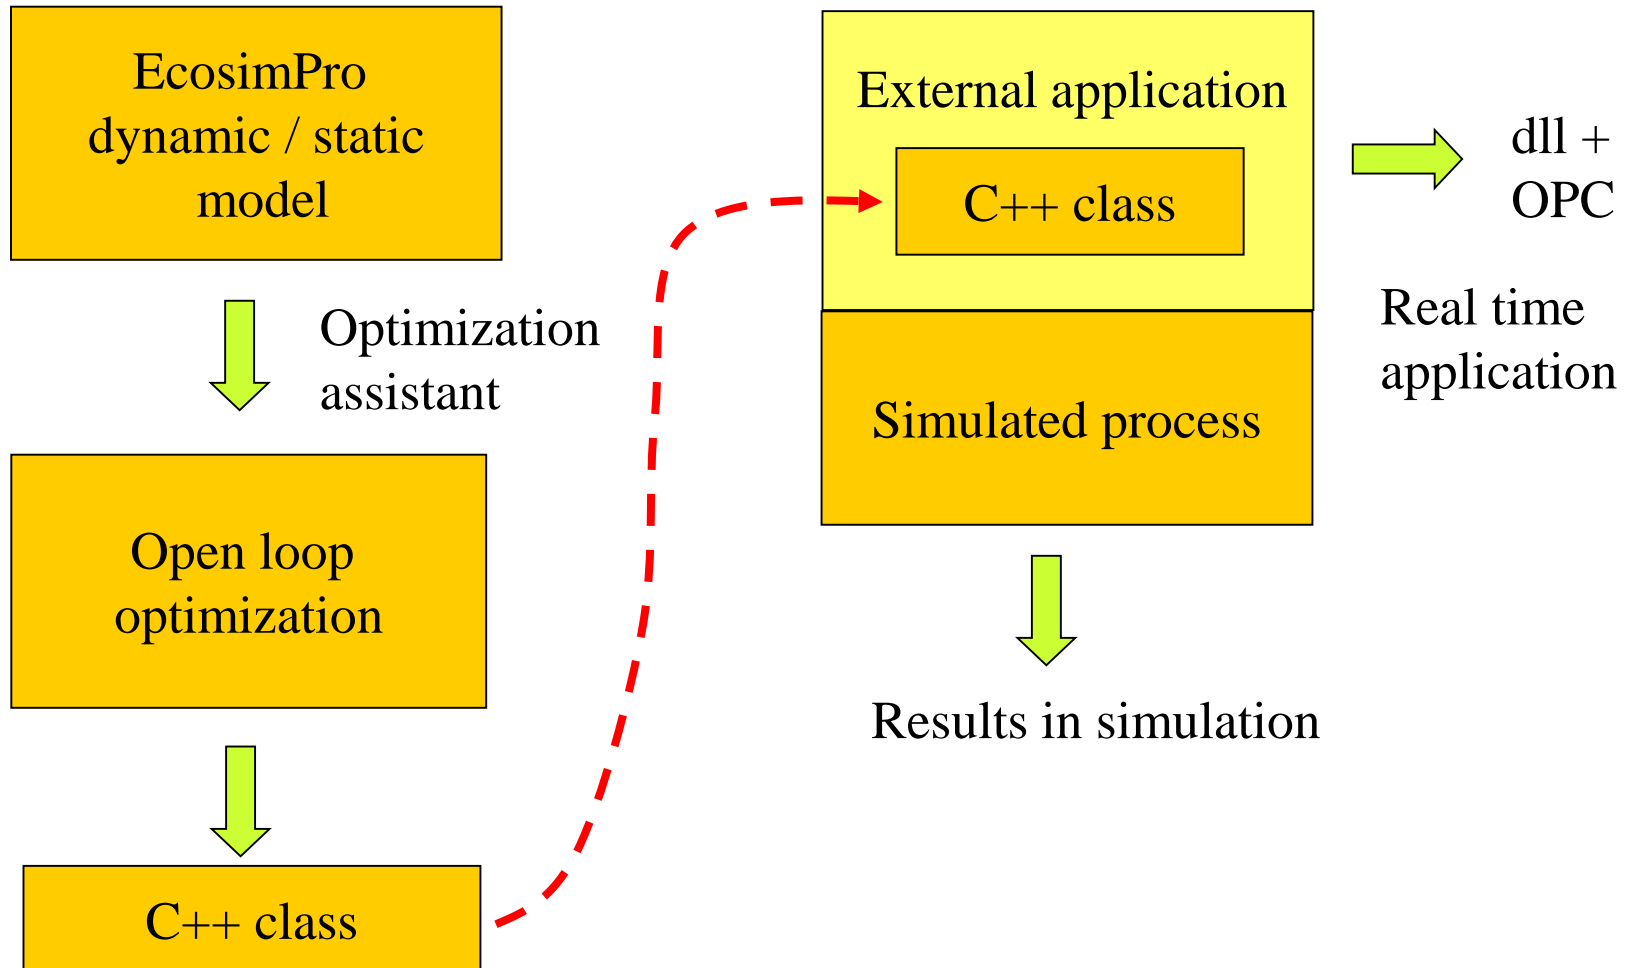 EcosimPro
dynamic / static
model
Optimization
assistant
Open loop
optimization
C++ class
External application
C++ class
Simulated process
Results in simulation
dll +
OPC
Real time
application